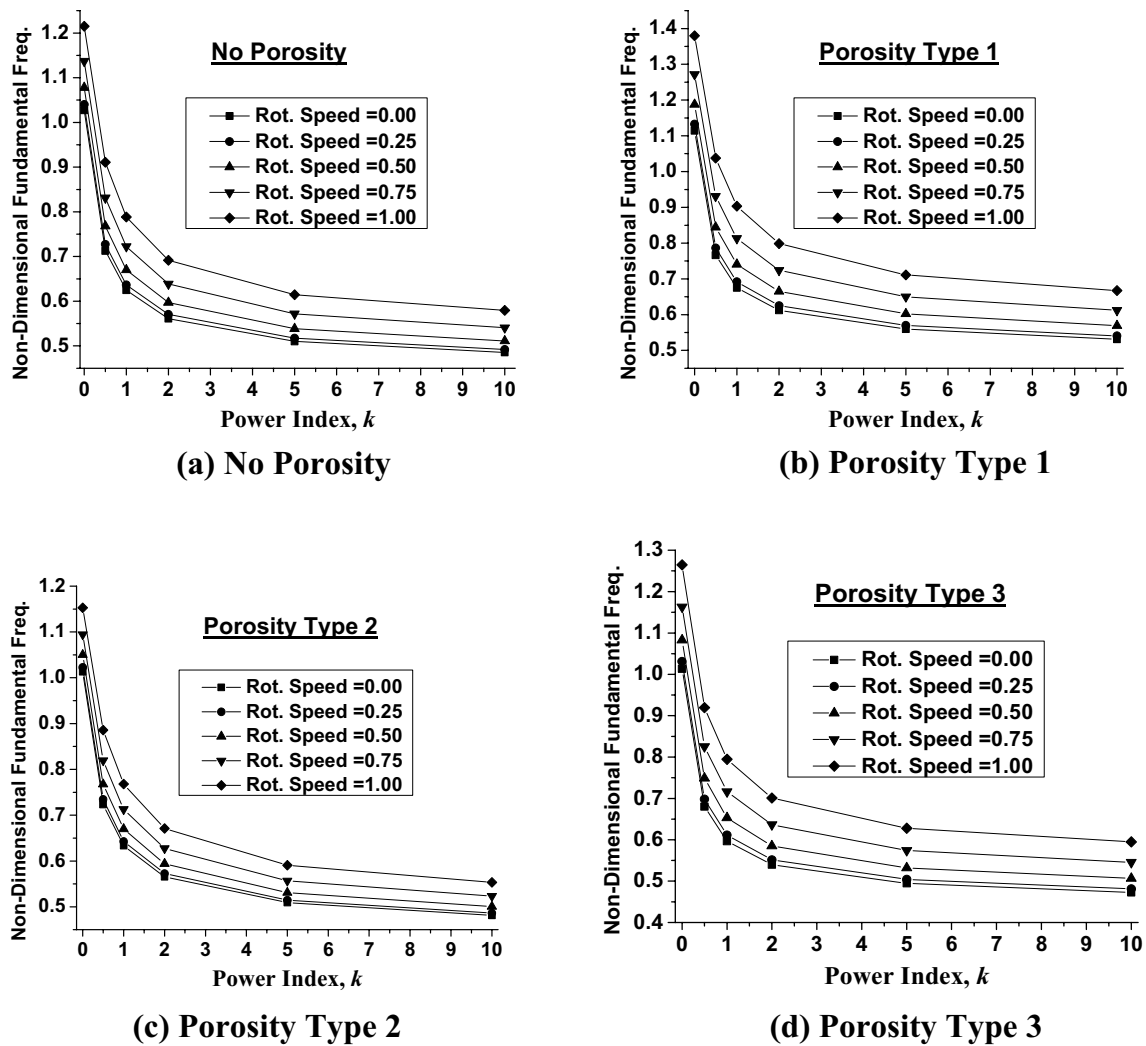 No Porosity
Rot. Speed =0.00
Rot. Speed =0.25
Rot. Speed =0.50
Rot. Speed =0.75
Rot. Speed =1.00
Non-Dimensional Fundamental Freq.
1.2
1.1
1.0
0.9
0.8
0.7
0.6
0.5
0 1 2 3 4 5 6 7 8 9 10
Power Index, k
(a) No Porosity
Porosity Type 1
Rot. Speed =0.00
Rot. Speed =0.25
Rot. Speed =0.50
Rot. Speed =0.75
Rot. Speed =1.00
Non-Dimensional Fundamental Freq.
1.4
1.3
1.2
1.1
1.0
0.9
0.8
0.7
0.6
0.5
0 1 2 3 4 5 6 7 8 9 10
Power Index, k
(b) Porosity Type 1
Porosity Type 2
Rot. Speed =0.00
Rot. Speed =0.25
Rot. Speed =0.50
Rot. Speed =0.75
Rot. Speed =1.00
Non-Dimensional Fundamental Freq.
1.2
1.1
1.0
0.9
0.8
0.7
0.6
0.5
0 1 2 3 4 5 6 7 8 9 10
Power Index, k
(c) Porosity Type 2
Porosity Type 3
Rot. Speed =0.00
Rot. Speed =0.25
Rot. Speed =0.50
Rot. Speed =0.75
Rot. Speed =1.00
Non-Dimensional Fundamental Freq.
1.3
1.2
1.1
1.0
0.9
0.8
0.7
0.6
0.5
0.4
0 1 2 3 4 5 6 7 8 9 10
Power Index, k
(d) Porosity Type 3